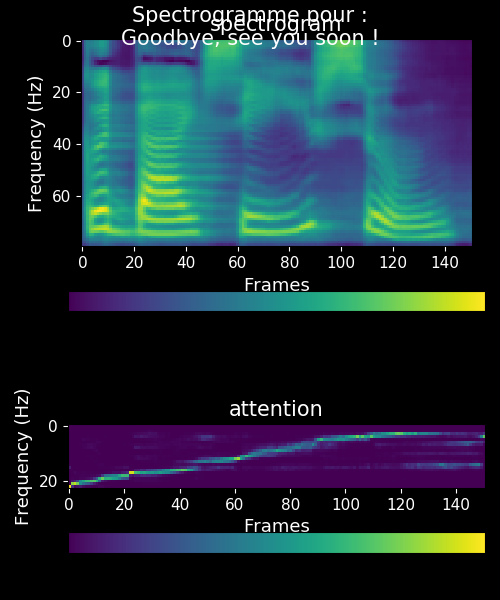 Spectrogramme pour :
spectrogram
Goodbye, see you soon !
0
20
40
60
Frequency (Hz)
0 20 40 60 80 100 120 140
Frames
attention
0
20
Frequency (Hz)
0 20 40 60 80 100 120 140
Frames